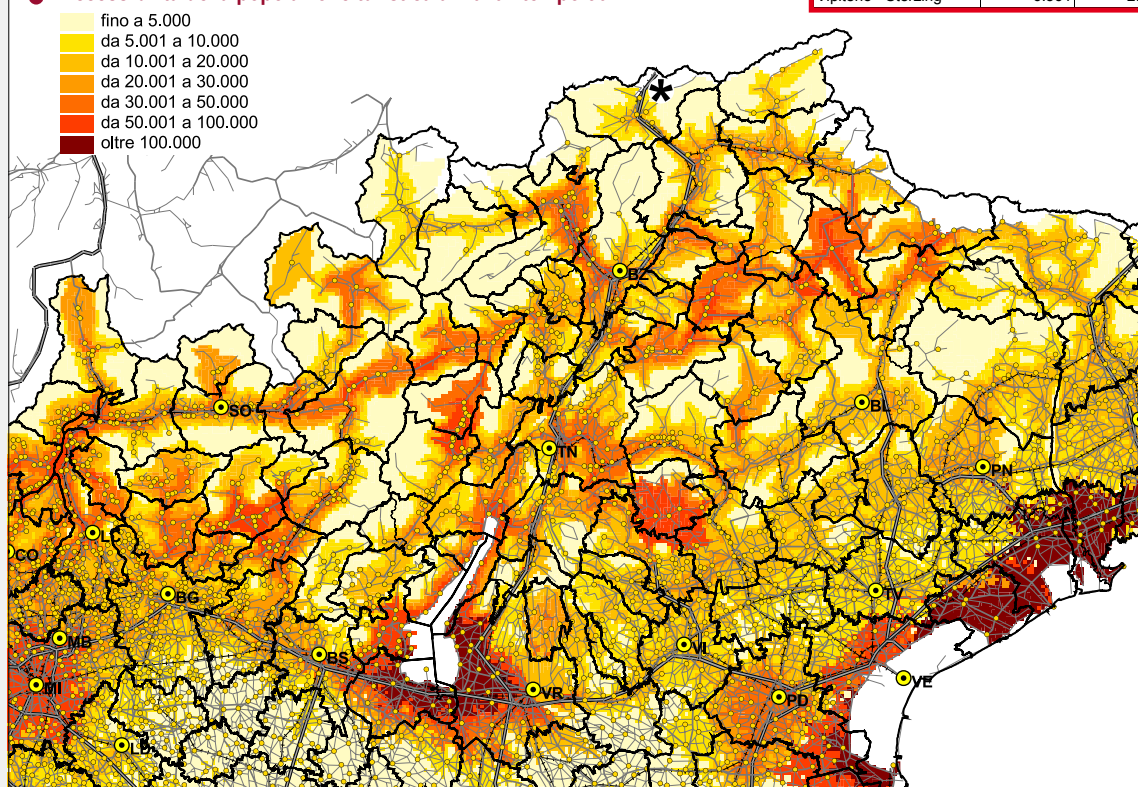 fino a 5.000
da 5.001 a 10.000
da 10.001 a 20.000
da 20.001 a 30.000
da 30.001 a 50.000
da 50.001 a 100.000
oltre 100.000
*
BZ
SO
BL
TN
PN
LC
CO
BG
TV
MB
BS
VI
MI
VR
PD
VE
LO